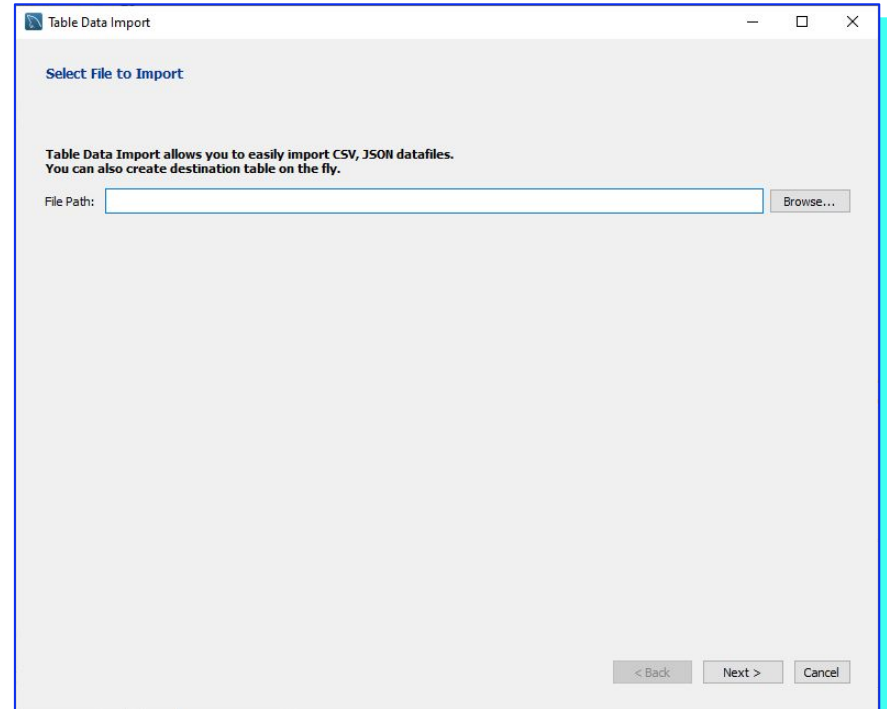 Table Data Import
Select File to Import
Table Data Import allows you to easily import CSV, JSON datafiles.
You can also create destination table on the fly.
File Path:
Browse...
< Back
Next >
Cancel